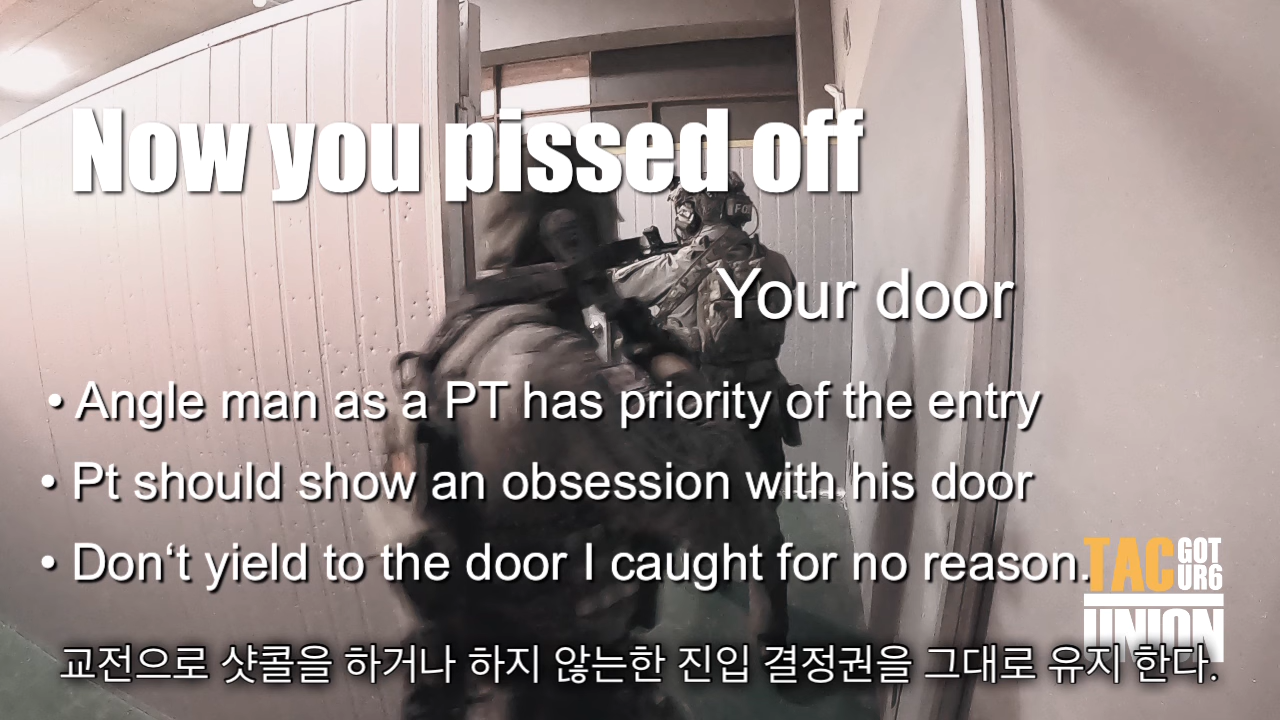 Now you pissed off
FO
Your door
• Angle man as a PT has priority of the entry
• Pt should show an obsession with his door
• Don‘t yield to the door I caught for no reason.
TAC GOT UR6
UNION
교전으로 샷콜을 하거나 하지 않는한 진입 결정권을 그대로 유지 한다.